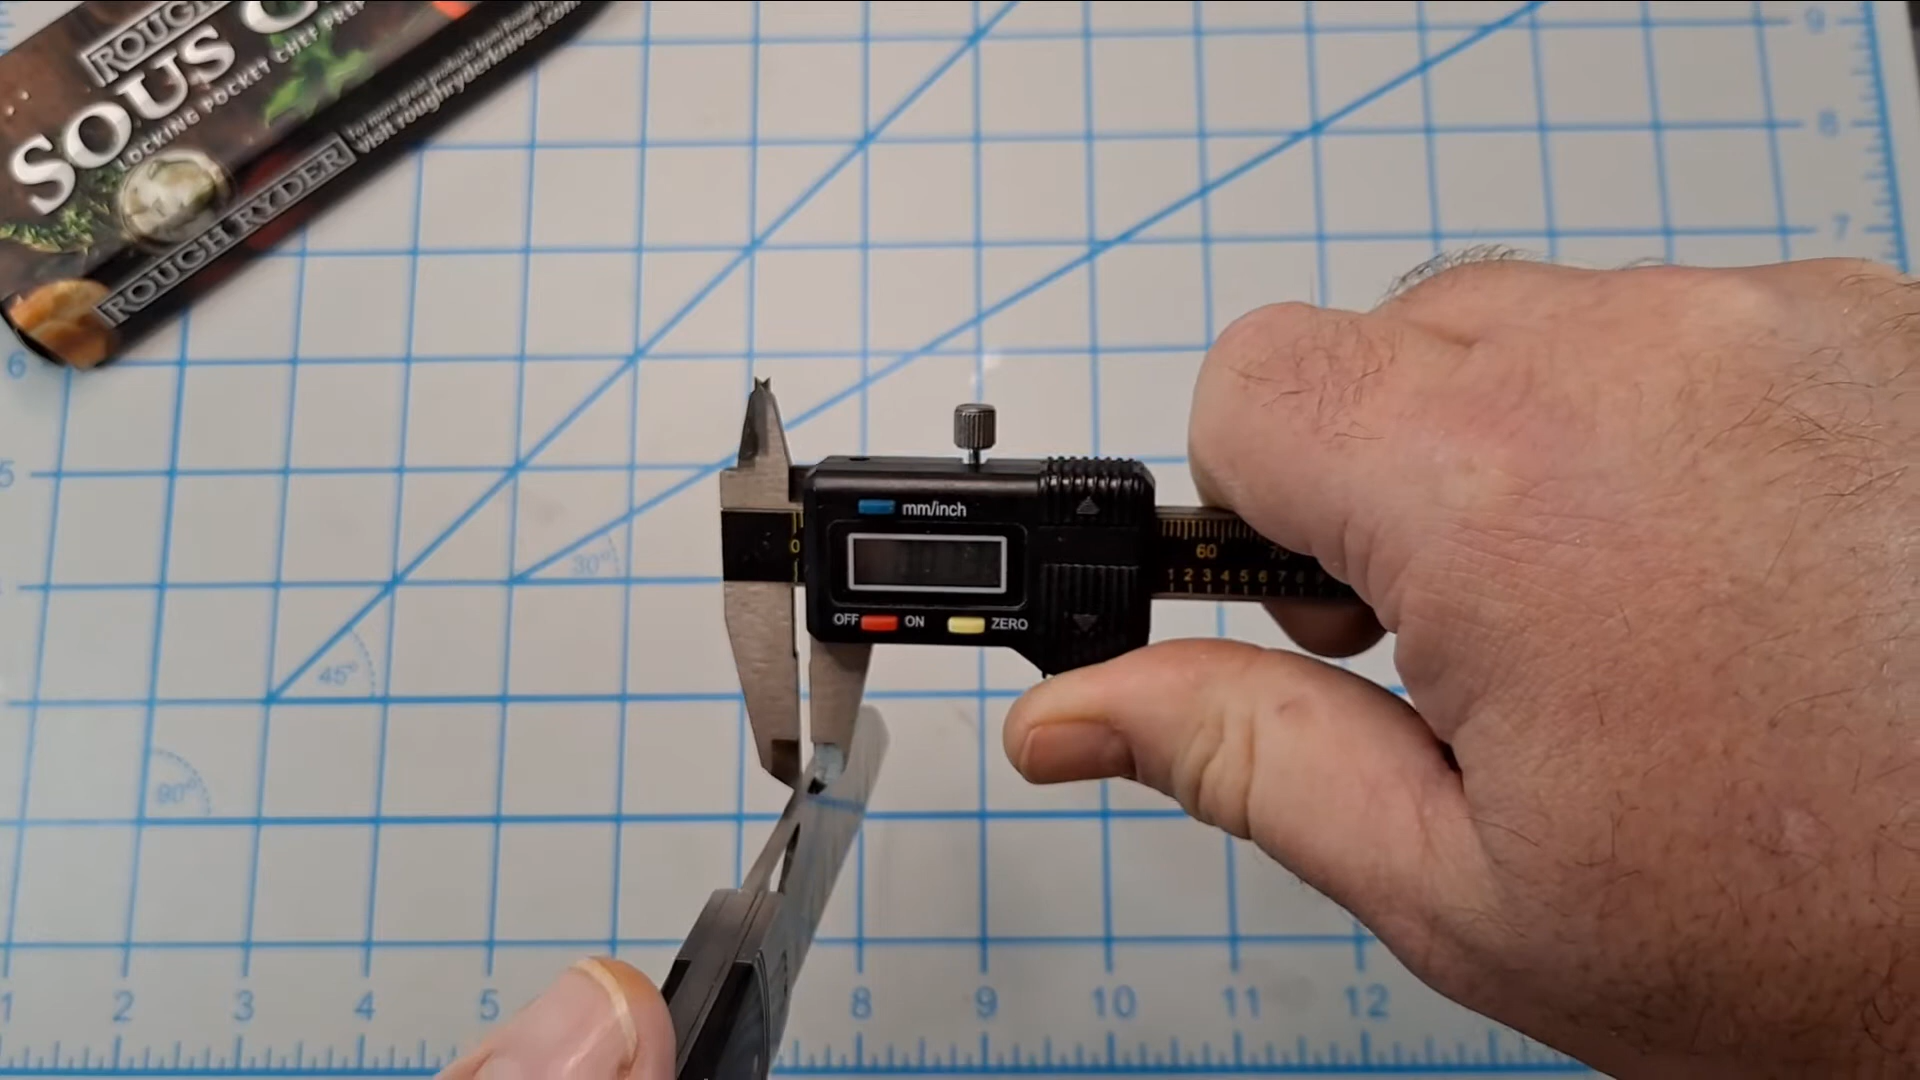 ROUGH
SOUS C
LOCKING POCKET CHEF PREP
For more great products from Rough
visit roughryderknives.com
ROUGH RYDER
9
8
7
6
5
mm/inch
0
60
70
1 2 3 4 5 6 7 8 9
OFF ON ZERO
30°
45°
90°
1 2 3 4 5 8 9 10 11 12